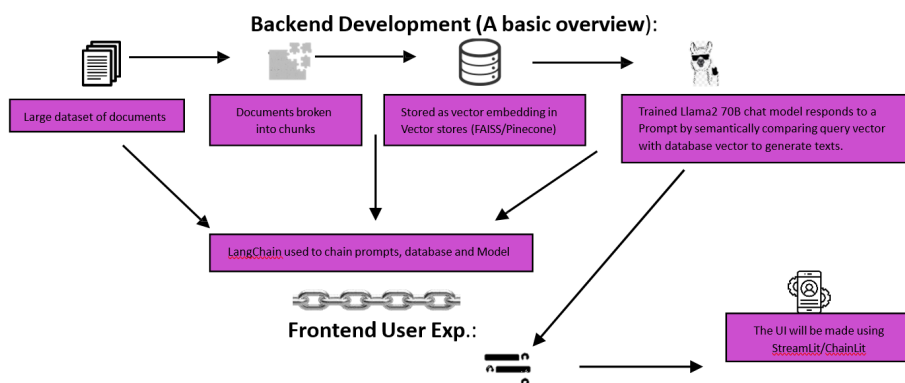 Backend Development (A basic overview):
Large dataset of documents
Documents broken
into chunks
Stored as vector embedding in
Vector stores (FAISS/Pinecone)
Trained Llama2 70B chat model responds to a
Prompt by semantically comparing query vector
with database vector to generate texts.
LangChain used to chain prompts, database and Model
Frontend User Exp.:
The UI will be made using
StreamLit/ChainLit